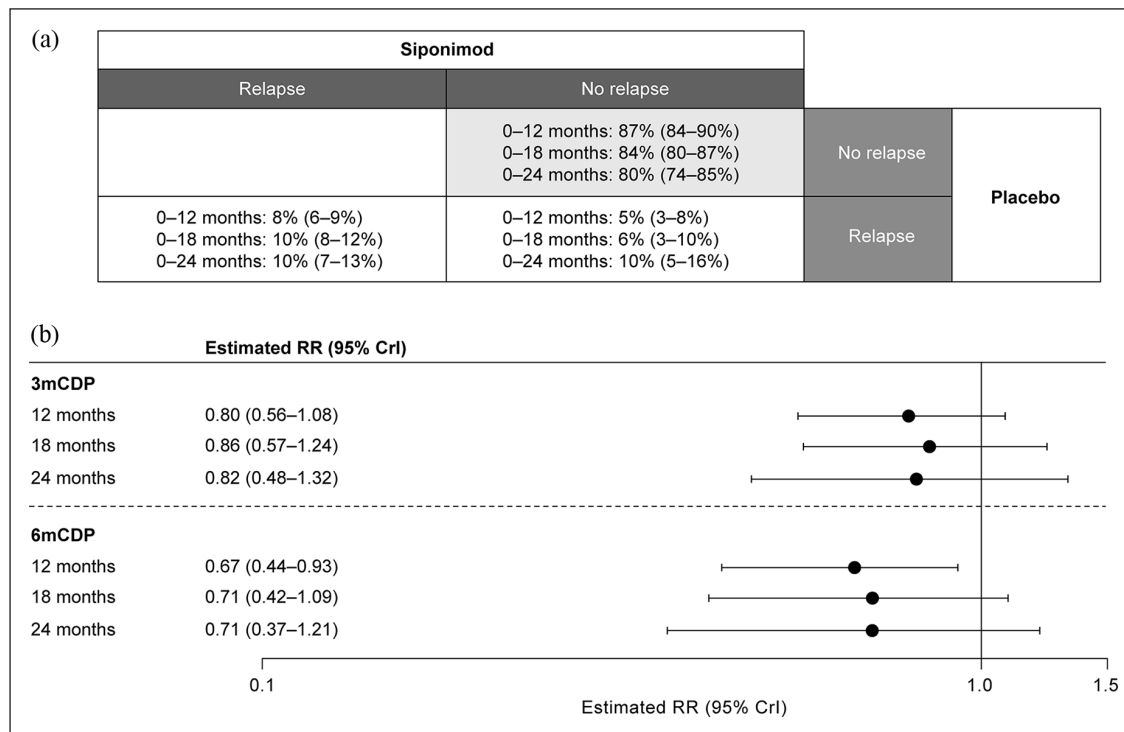 (a)
Siponimod
Relapse
No relapse
0–12 months: 87% (84–90%)
0–18 months: 84% (80–87%)
0–24 months: 80% (74–85%)
No relapse
Placebo
0–12 months: 8% (6–9%)
0–18 months: 10% (8–12%)
0–24 months: 10% (7–13%)
0–12 months: 5% (3–8%)
0–18 months: 6% (3–10%)
0–24 months: 10% (5–16%)
Relapse
(b)
Estimated RR (95% CrI)
3mCDP
12 months 0.80 (0.56–1.08)
18 months 0.86 (0.57–1.24)
24 months 0.82 (0.48–1.32)
6mCDP
12 months 0.67 (0.44–0.93)
18 months 0.71 (0.42–1.09)
24 months 0.71 (0.37–1.21)
0.1 1.0 1.5
Estimated RR (95% CrI)